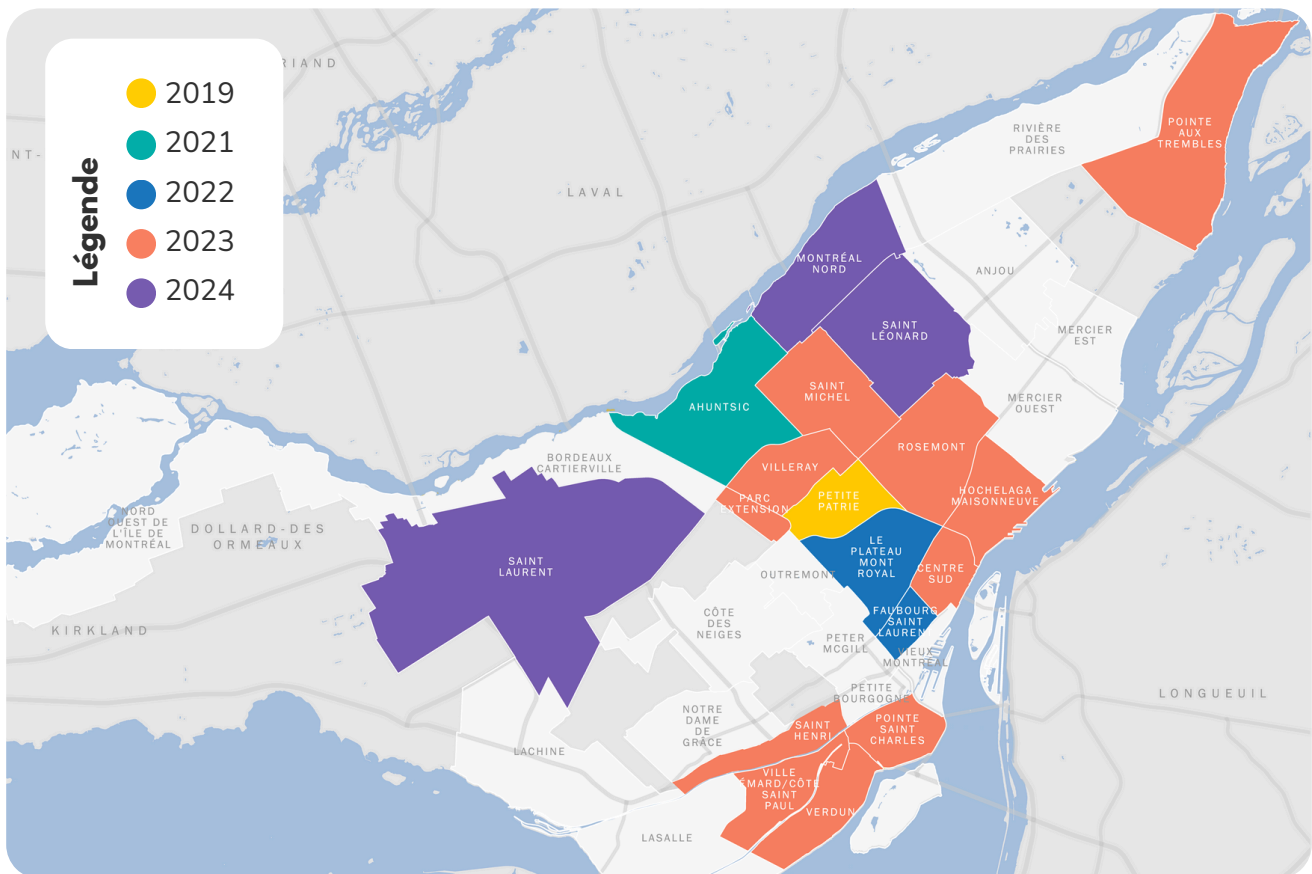 Légende
2019
2021
2022
2023
2024
RIAND
NT-
LAVAL
RIVIÈRE
DES
PRAIRIES
POINTE
AUX
TREMBLES
MONTRÉAL
NORD
ANJOU
SAINT
LÉONARD
MERCIER
EST
MERCIER
OUEST
SAINT
MICHEL
AHUNTSIC
ROSEMONT
BORDEAUX
CARTIERVILLE
VILLERAY
PARC
EXTENSION
PETITE
PATRIE
HOCHELAGA
MAISONNEUVE
NORD
OUEST DE
L'ÎLE DE
MONTRÉAL
DOLLARD-DES
ORMEAUX
SAINT
LAURENT
LE
PLATEAU
MONT
ROYAL
CENTRE
SUD
OUTREMONT
CÔTE
DES
NEIGES
FAUBOURG
SAINT
LAURENT
KIRKLAND
PETER
MCGILL
VIEUX
MONTRÉAL
PETITE
BOURGOGNE
LONGUEUIL
NOTRE
DAME
DE
GRÂCE
SAINT
HENRI
POINTE
SAINT
CHARLES
LACHINE
VILLE
ÉMARD/CÔTE
SAINT
PAUL
VERDUN
LASALLE